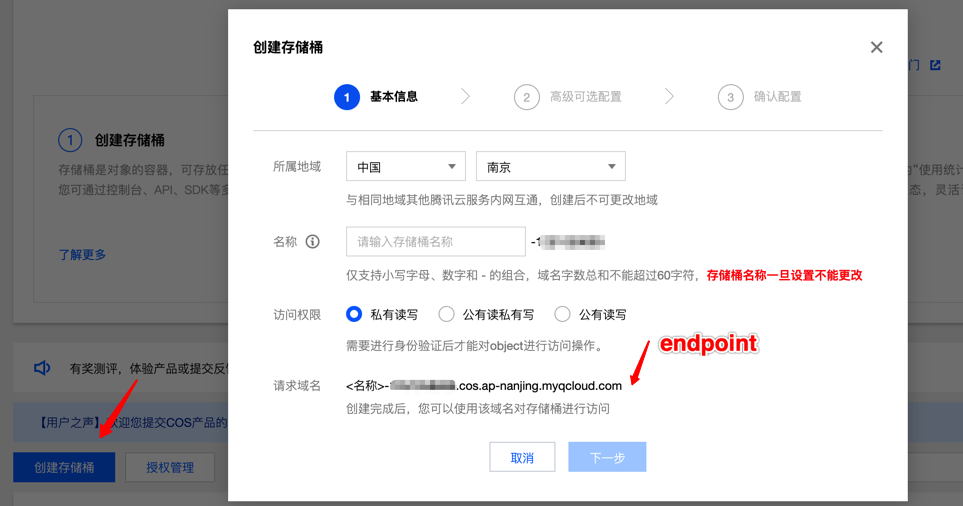 创建存储桶
门
1 基本信息
2 高级可选配置
3 确认配置
1 创建存储桶
存储桶是对象的容器，可存放任
您可通过控制台、API、SDK等多
的"使用统计
态，灵活
了解更多
所属地域 中国 南京
与相同地域其他腾讯云服务内网互通，创建后不可更改地域
名称 请输入存储桶名称 -1
仅支持小写字母、数字和 - 的组合，域名字数总和不能超过60字符，存储桶名称一旦设置不能更改
访问权限 私有读写 公有读私有写 公有读写
需要进行身份验证后才能对object进行访问操作。
endpoint
请求域名 <名称>-1.cos.ap-nanjing.myqcloud.com
创建完成后，您可以使用该域名对存储桶进行访问
有奖测评，体验产品或提交反馈
【用户之声】欢迎您提交COS产品的
创建存储桶 授权管理
取消 下一步